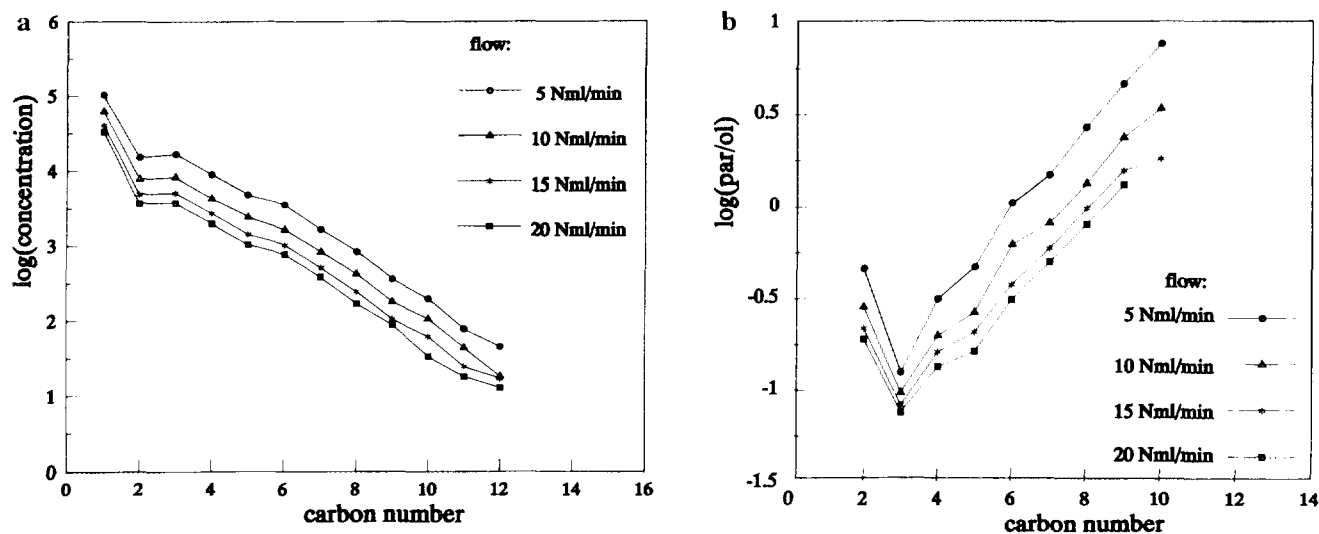 a
log(concentration)
6
5
4
3
2
1
0
0 2 4 6 8 10 12 14 16
carbon number
flow:
5 Nml/min
10 Nml/min
15 Nml/min
20 Nml/min
b
log(par/ol)
1
0.5
0
-0.5
-1
-1.5
0 2 4 6 8 10 12 14
carbon number
flow:
5 Nml/min
10 Nml/min
15 Nml/min
20 Nml/min